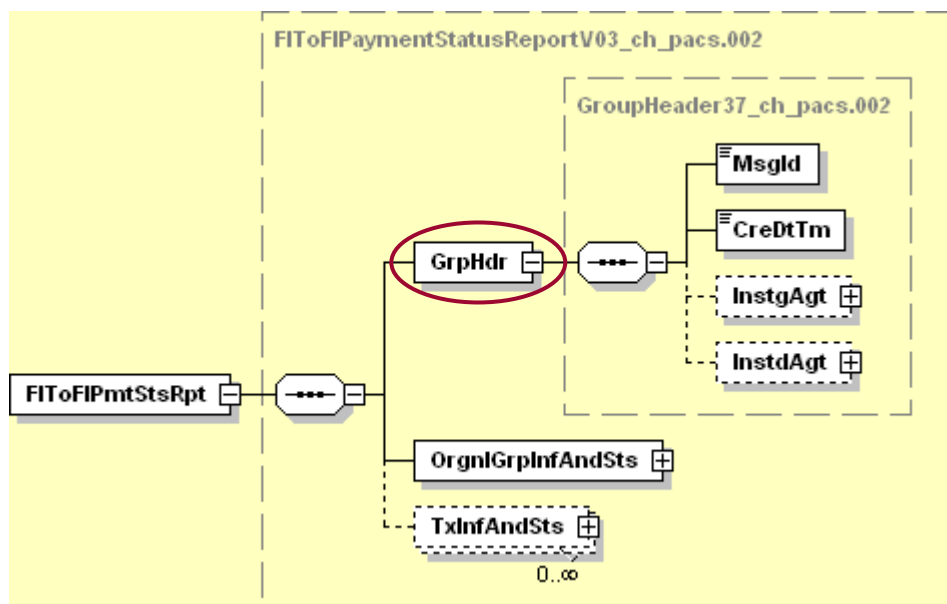 FIToFIPaymentStatusReportV03_ch_pacs.002
GroupHeader37_ch_pacs.002
MsgId
CreDtTm
GrpHdr
InstgAgt
InstdAgt
FIToFIPmtStsRpt
OrgnlGrpInfAndSts
TxInfAndSts
0..∞